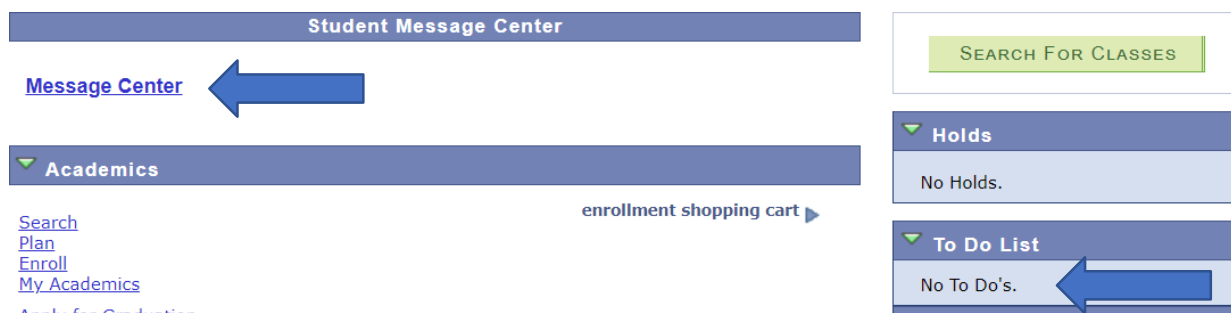 Student Message Center
Message Center
Academics
enrollment shopping cart
Search
Plan
Enroll
My Academics
SEARCH FOR CLASSES
Holds
No Holds.
To Do List
No To Do's.